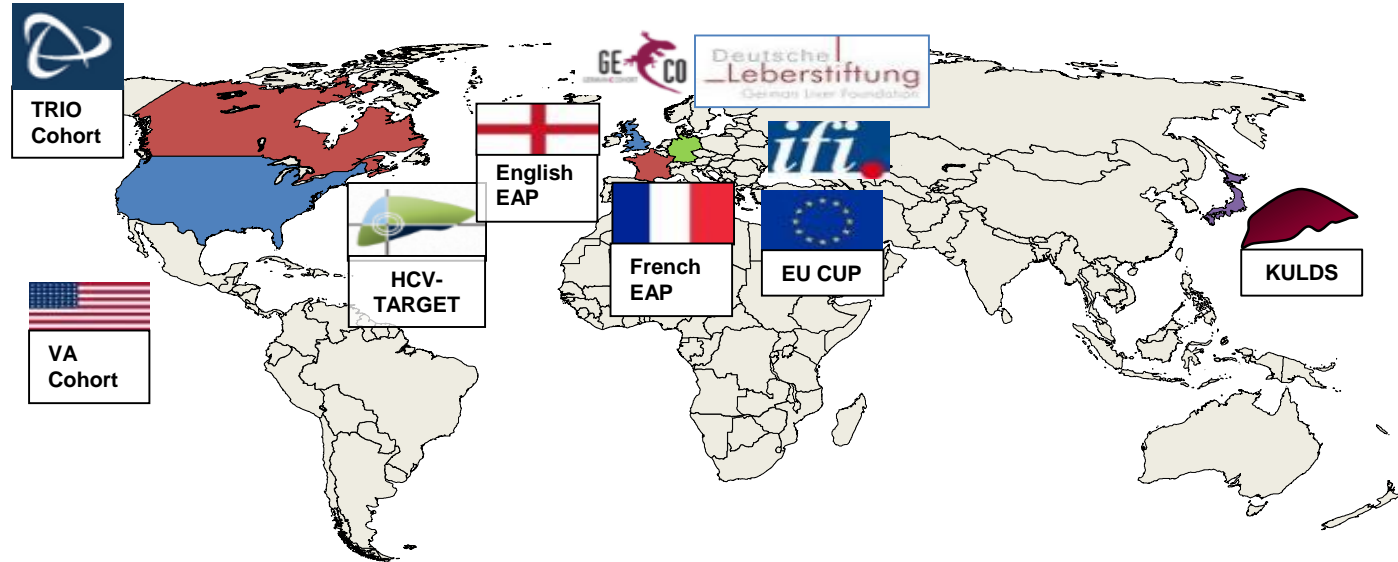 TRIO
Cohort
GE CO
Deutsche
Leberstiftung
German Liver Foundation
English
EAP
ifi.
HCV-
TARGET
French
EAP
EU CUP
KULDS
VA
Cohort